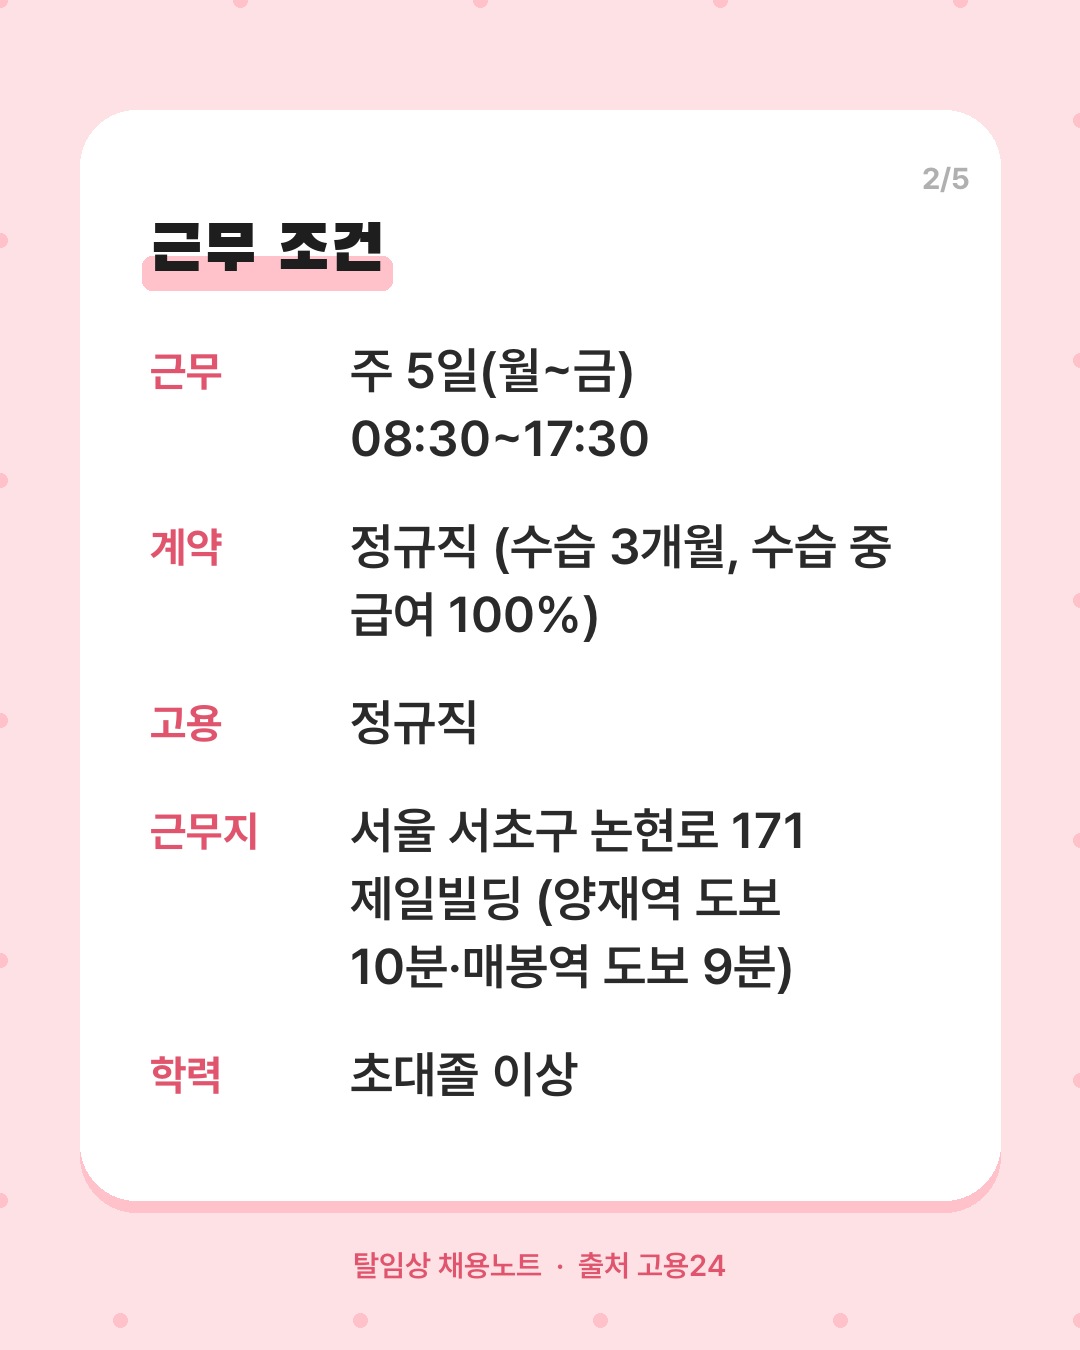 2/5
근무 조건
근무
주 5일(월~금)
08:30~17:30
계약
정규직 (수습 3개월, 수습 중
급여 100%)
고용
정규직
근무지
서울 서초구 논현로 171
제일빌딩 (양재역 도보
10분·매봉역 도보 9분)
학력
초대졸 이상
탈임상 채용노트 · 출처 고용24